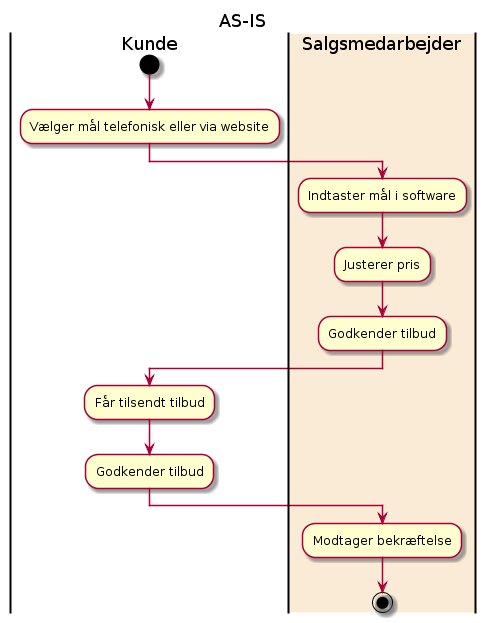 AS-IS
Kunde
Salgsmedarbejder
Vælger mål telefonisk eller via website
Indtaster mål i software
Justerer pris
Godkender tilbud
Får tilsendt tilbud
Godkender tilbud
Modtager bekræftelse